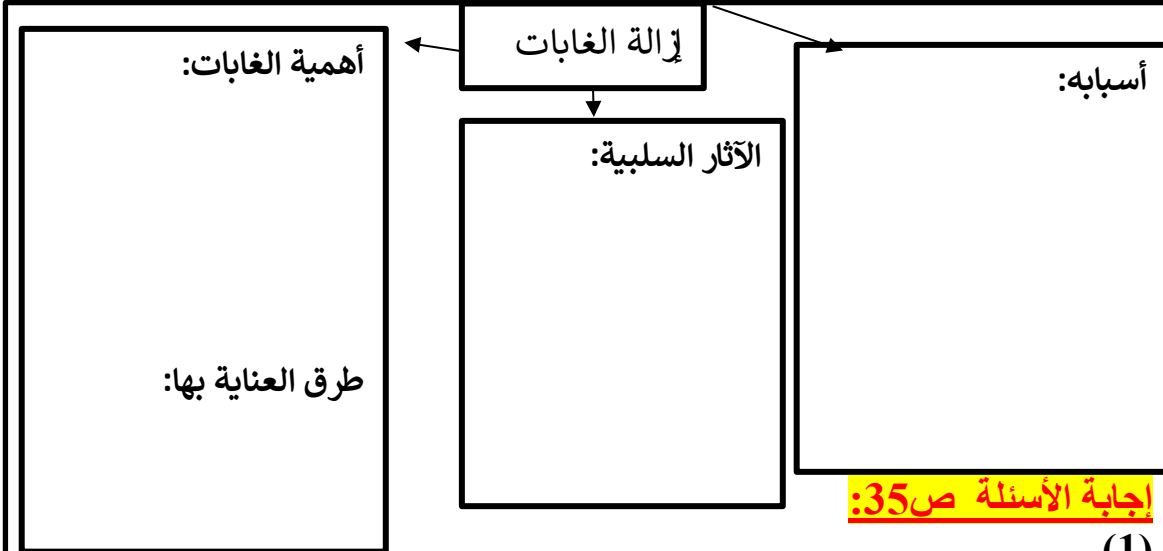 إزالة الغابات
أسبابه:
الآثار السلبية:
أهمية الغابات:
طرق العناية بها:
إجابة الأسئلة ص35:
(1)